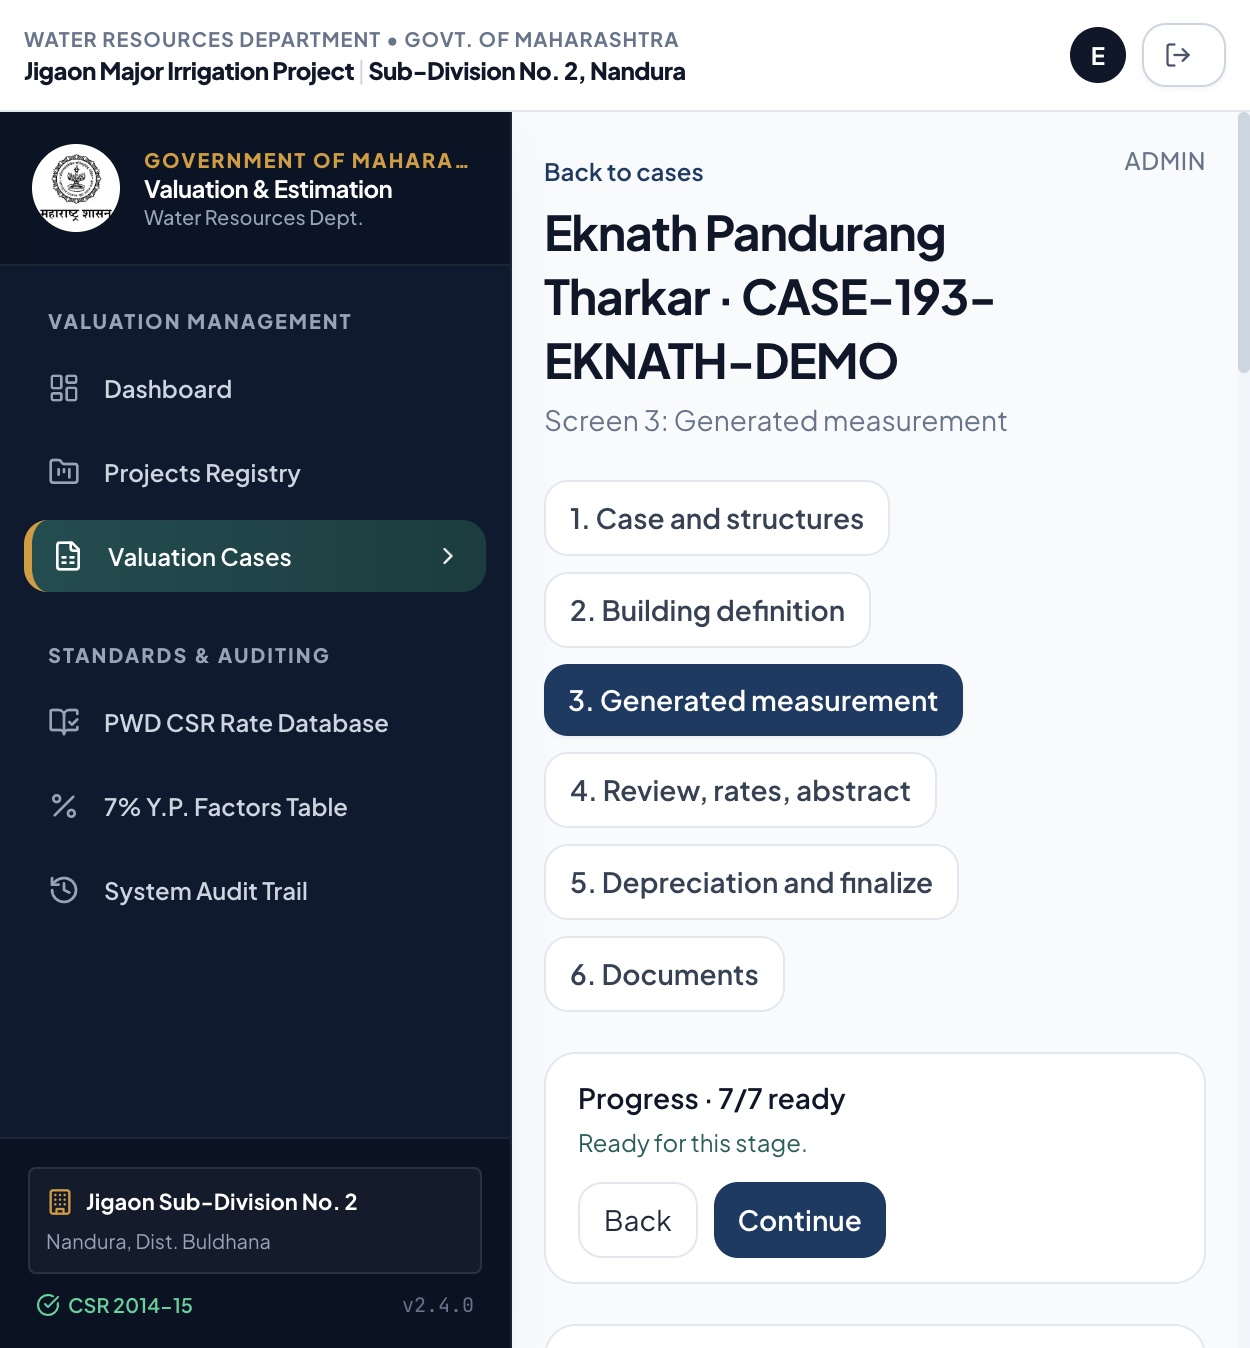 WATER RESOURCES DEPARTMENT • GOVT. OF MAHARASHTRA
Jigaon Major Irrigation Project | Sub-Division No. 2, Nandura
E
महाराष्ट्र शासन
GOVERNMENT OF MAHARA...
Valuation & Estimation
Water Resources Dept.
VALUATION MANAGEMENT
Dashboard
Projects Registry
Valuation Cases
STANDARDS & AUDITING
PWD CSR Rate Database
7% Y.P. Factors Table
System Audit Trail
Jigaon Sub-Division No. 2
Nandura, Dist. Buldhana
CSR 2014-15
v2.4.0
Back to cases
ADMIN
Eknath Pandurang
Tharkar · CASE-193-
EKNATH-DEMO
Screen 3: Generated measurement
1. Case and structures
2. Building definition
3. Generated measurement
4. Review, rates, abstract
5. Depreciation and finalize
6. Documents
Progress · 7/7 ready
Ready for this stage.
Back
Continue